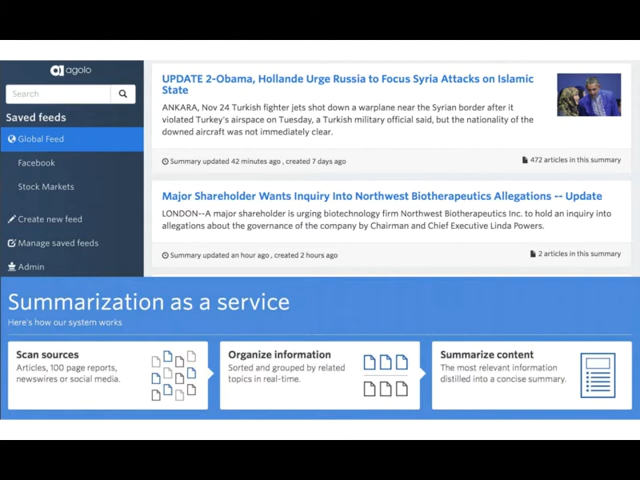 agolo
Search
Saved feeds
Global Feed
Facebook
Stock Markets
Create new feed
Manage saved feeds
Admin
UPDATE 2-Obama, Hollande Urge Russia to Focus Syria Attacks on Islamic
State
ANKARA, Nov 24 Turkish fighter jets shot down a warplane near the Syrian border after it
violated Turkey's airspace on Tuesday, a Turkish military official said, but the nationality of the
downed aircraft was not immediately clear.
Summary updated 42 minutes ago , created 7 days ago
472 articles in this summary
Major Shareholder Wants Inquiry Into Northwest Biotherapeutics Allegations -- Update
LONDON--A major shareholder is urging biotechnology firm Northwest Biotherapeutics Inc. to hold an inquiry into
allegations about the governance of the company by Chairman and Chief Executive Linda Powers.
Summary updated an hour ago , created 2 hours ago
2 articles in this summary
Summarization as a service
Here's how our system works
Scan sources
Articles, 100 page reports,
newswires or social media.
Organize information
Sorted and grouped by related
topics in real-time.
Summarize content
The most relevant information
distilled into a concise summary.